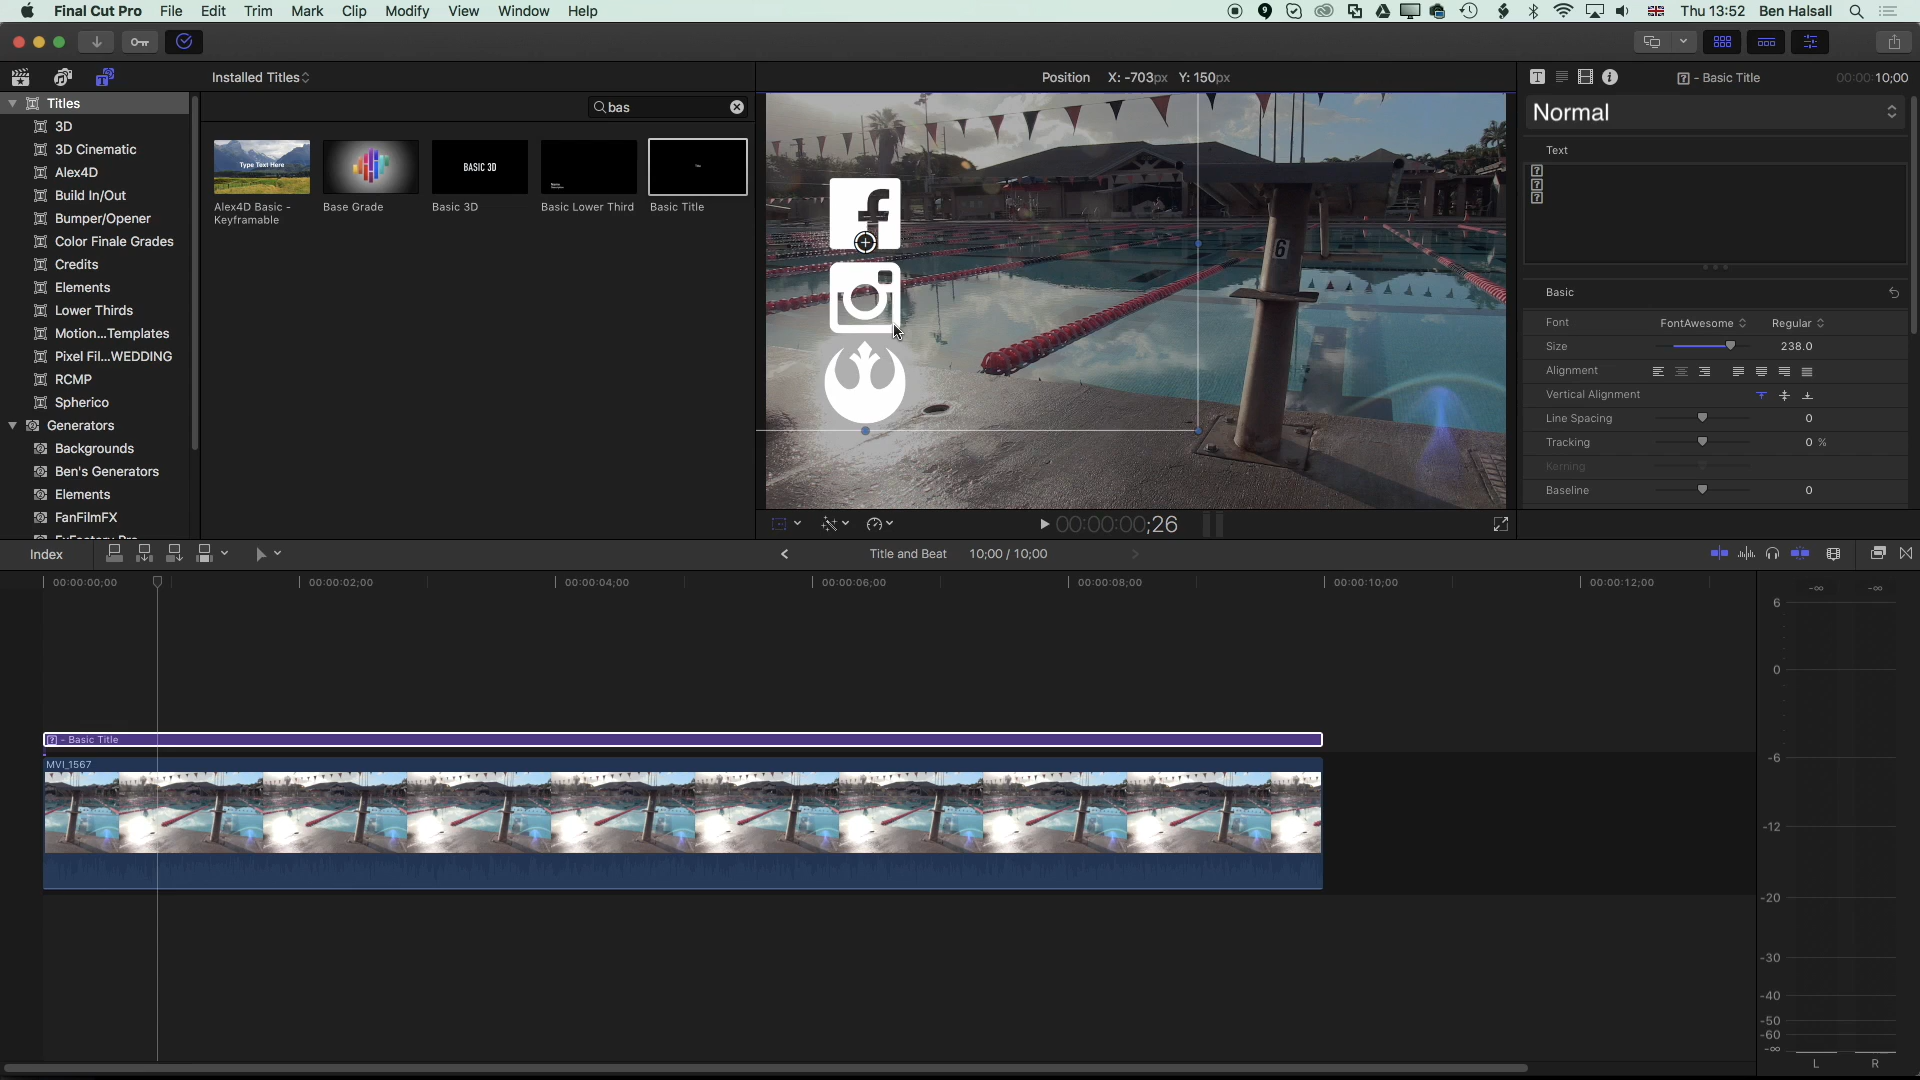 Final Cut Pro File Edit Trim Mark Clip Modify View Window Help
Thu 13:52 Ben Halsall
Installed Titles
Position X: -703px Y: 150px
- Basic Title 00:00:10;00
Titles
3D
3D Cinematic
Alex4D
Build In/Out
Bumper/Opener
Color Finale Grades
Credits
Elements
Lower Thirds
Motion...Templates
Pixel Fil...WEDDING
RCMP
Spherico
Generators
Backgrounds
Ben's Generators
Elements
FanFilmFX
bas
Type Text Here
BASIC 3D
Alex4D Basic -
Keyframable
Base Grade
Basic 3D
Basic Lower Third
Basic Title
6
Normal
Text
Basic
Font FontAwesome Regular
Size 238.0
Alignment
Vertical Alignment
Line Spacing 0
Tracking 0 %
Kerning
Baseline 0
00:00:00;26
Index
Title and Beat 10;00 / 10;00
00:00:00;00 00:00:02;00 00:00:04;00 00:00:06;00 00:00:08;00 00:00:10;00 00:00:12;00
- Basic Title
MVI_1567
-∞ -∞
6
0
-6
-12
-20
-30
-40
-50
-60
-∞
L R